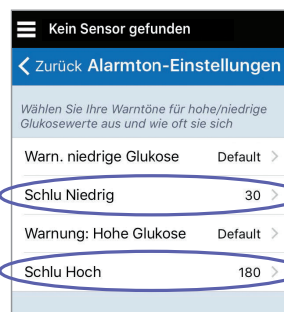 Kein Sensor gefunden
Zurück Alarmton-Einstellungen
Wählen Sie Ihre Warntöne für hohe/niedrige
Glukosewerte aus und wie oft sie sich
Warn. niedrige Glukose Default
Schlu Niedrig 30
Warnung: Hohe Glukose Default
Schlu Hoch 180